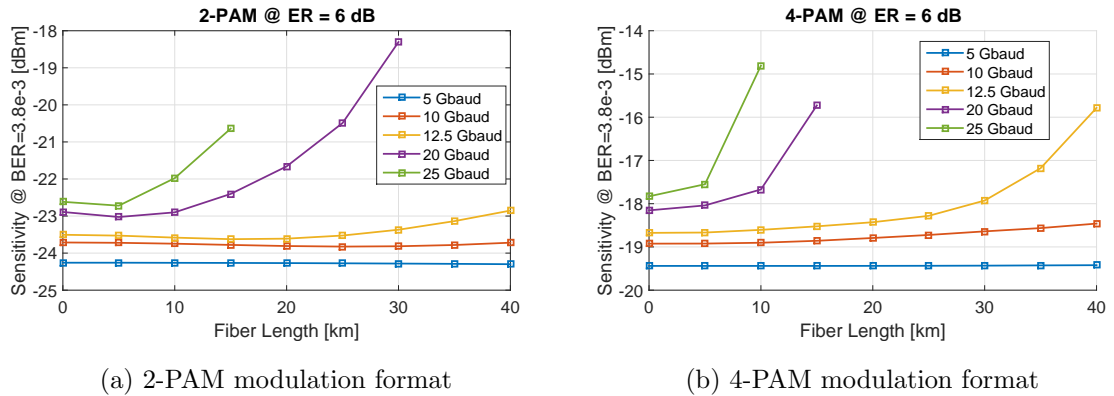 2-PAM @ ER = 6 dB
Sensitivity @ BER=3.8e-3 [dBm]
-18
-19
-20
-21
-22
-23
-24
-25
5 Gbaud
10 Gbaud
12.5 Gbaud
20 Gbaud
25 Gbaud
0 10 20 30 40
Fiber Length [km]
(a) 2-PAM modulation format
4-PAM @ ER = 6 dB
Sensitivity @ BER=3.8e-3 [dBm]
-14
-15
-16
-17
-18
-19
-20
5 Gbaud
10 Gbaud
12.5 Gbaud
20 Gbaud
25 Gbaud
0 10 20 30 40
Fiber Length [km]
(b) 4-PAM modulation format